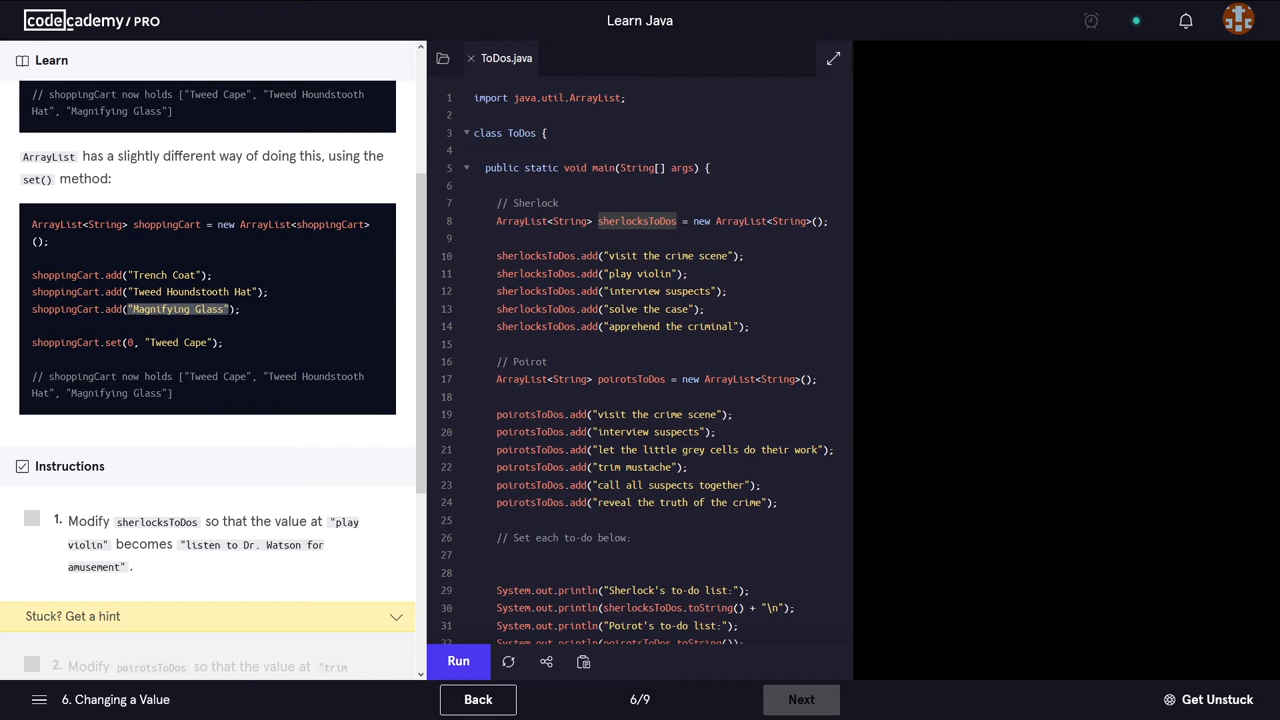 codecademy/PRO
Learn Java
Learn
// shoppingCart now holds ["Tweed Cape", "Tweed Houndstooth
Hat", "Magnifying Glass"]
ArrayList has a slightly different way of doing this, using the
set() method:
ArrayList<String> shoppingCart = new ArrayList<shoppingCart>
();
shoppingCart.add("Trench Coat");
shoppingCart.add("Tweed Houndstooth Hat");
shoppingCart.add("Magnifying Glass");
shoppingCart.set(0, "Tweed Cape");
// shoppingCart now holds ["Tweed Cape", "Tweed Houndstooth
Hat", "Magnifying Glass"]
Instructions
1. Modify sherlocksToDos so that the value at "play
violin" becomes "listen to Dr. Watson for
amusement".
Stuck? Get a hint
2. Modify poirotsToDos so that the value at "trim
ToDos.java
1 import java.util.ArrayList;
2
3 class ToDos {
4
5 public static void main(String[] args) {
6
7 // Sherlock
8 ArrayList<String> sherlocksToDos = new ArrayList<String>();
9
10 sherlocksToDos.add("visit the crime scene");
11 sherlocksToDos.add("play violin");
12 sherlocksToDos.add("interview suspects");
13 sherlocksToDos.add("solve the case");
14 sherlocksToDos.add("apprehend the criminal");
15
16 // Poirot
17 ArrayList<String> poirotsToDos = new ArrayList<String>();
18
19 poirotsToDos.add("visit the crime scene");
20 poirotsToDos.add("interview suspects");
21 poirotsToDos.add("let the little grey cells do their work");
22 poirotsToDos.add("trim mustache");
23 poirotsToDos.add("call all suspects together");
24 poirotsToDos.add("reveal the truth of the crime");
25
26 // Set each to-do below:
27
28
29 System.out.println("Sherlock's to-do list:");
30 System.out.println(sherlocksToDos.toString() + "\n");
31 System.out.println("Poirot's to-do list:");
32 System.out.println(poirotsToDos.toString());
Run
6. Changing a Value
Back
6/9
Next
Get Unstuck